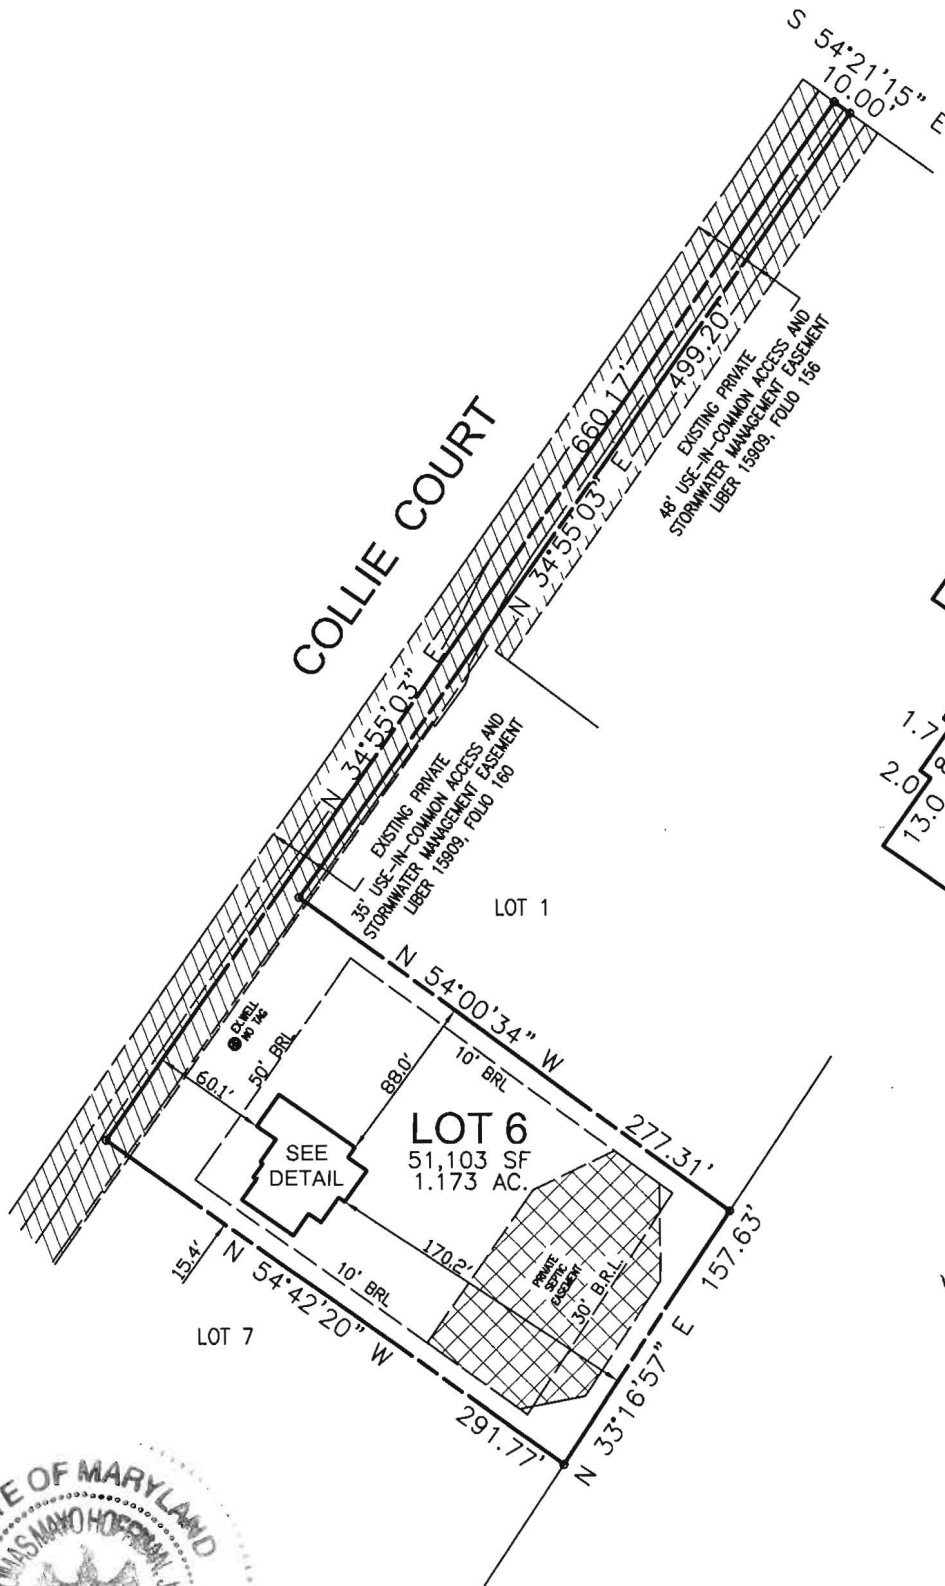 S 54°21'15" E
10.00'
660.17'
499.20'
EXISTING PRIVATE
48' USE-IN-COMMON ACCESS AND
STORMWATER MANAGEMENT EASEMENT
LIBER 15909, FOLIO 156
N 34°55'03" E
COLLIE COURT
N 34°55'03" E
EXISTING PRIVATE
35' USE-IN-COMMON ACCESS AND
STORMWATER MANAGEMENT EASEMENT
LIBER 15909, FOLIO 160
1.7
8
2.0
13.0
LOT 1
N 54°00'34" W
277.31'
EX.WELL
NO TAG
50' BRL
10' BRL
60.1'
88.0'
LOT 6
51,103 SF
1.173 AC.
SEE
DETAIL
170.2'
PRIVATE
SEPTIC
EASEMENT
30' B.R.L.
157.63'
N 33°16'57" E
15.4'
10' BRL
N 54°42'20" W
291.77'
LOT 7
E OF MARYLAND
MAS MAYO HOFFMAN, J